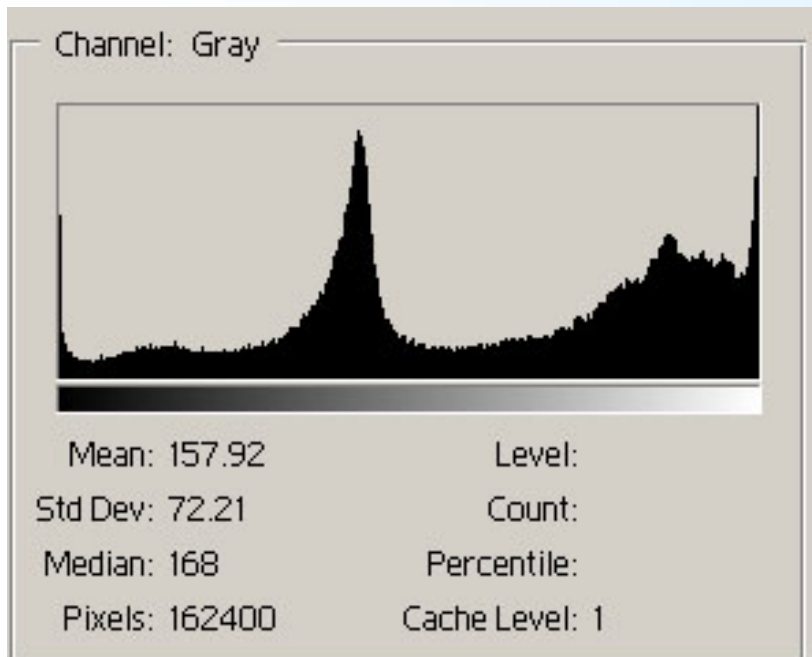 Channel: Gray
Mean: 157.92 Level:
Std Dev: 72.21 Count:
Median: 168 Percentile:
Pixels: 162400 Cache Level: 1